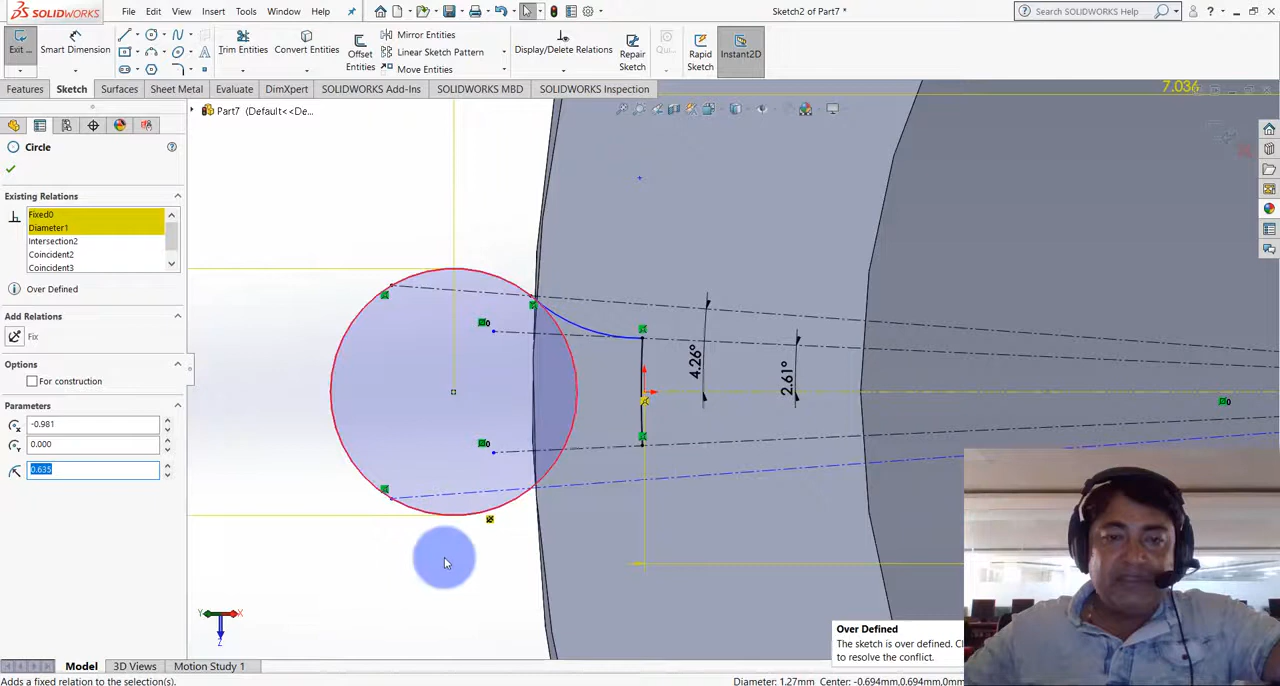 SOLIDWORKS File Edit View Insert Tools Window Help Sketch2 of Part7 * Search SOLIDWORKS Help
Exit ... Smart Dimension Trim Entities Convert Entities Offset Entities Mirror Entities Linear Sketch Pattern Move Entities Display/Delete Relations Repair Sketch Qui... Rapid Sketch Instant2D
Features Sketch Surfaces Sheet Metal Evaluate DimXpert SOLIDWORKS Add-Ins SOLIDWORKS MBD SOLIDWORKS Inspection
7.036
Part7 (Default<<De...
Circle
Existing Relations
Fixed0
Diameter1
Intersection2
Coincident2
Coincident3
Over Defined
Add Relations
Fix
Options
For construction
Parameters
-0.981
0.000
0.635
4.26°
2.61°
Y X
Z
Over Defined
The sketch is over defined. Cl
to resolve the conflict.
Model 3D Views Motion Study 1
Adds a fixed relation to the selection(s). Diameter: 1.27mm Center: -0.694mm,0.694mm,0mm